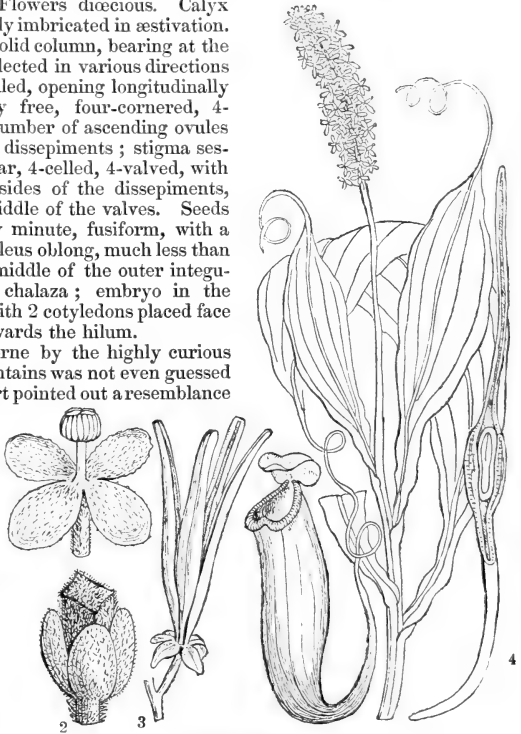 Flowers diœcious. Calyx
ly imbricated in æstivation.
olid column, bearing at the
lected in various directions
led, opening longitudinally
y free, four-cornered, 4-
umber of ascending ovules
dissepiments ; stigma ses-
ar, 4-celled, 4-valved, with
sides of the dissepiments,
iddle of the valves. Seeds
minute, fusiform, with a
leus oblong, much less than
middle of the outer integu-
chalaza ; embryo in the
ith 2 cotyledons placed face
wards the hilum.
rne by the highly curious
ntains was not even guessed
rt pointed out a resemblance
2
3
4